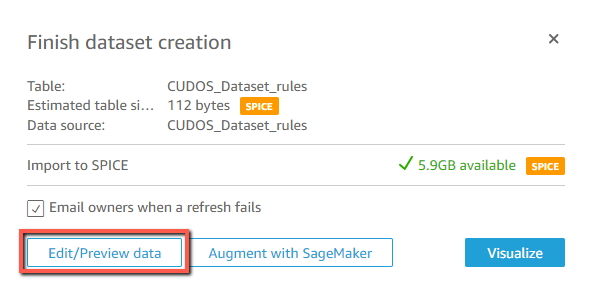 Finish dataset creation
Table: CUDOS_Dataset_rules
Estimated table si... 112 bytes SPICE
Data source: CUDOS_Dataset_rules
Import to SPICE 5.9GB available SPICE
Email owners when a refresh fails
Edit/Preview data Augment with SageMaker Visualize